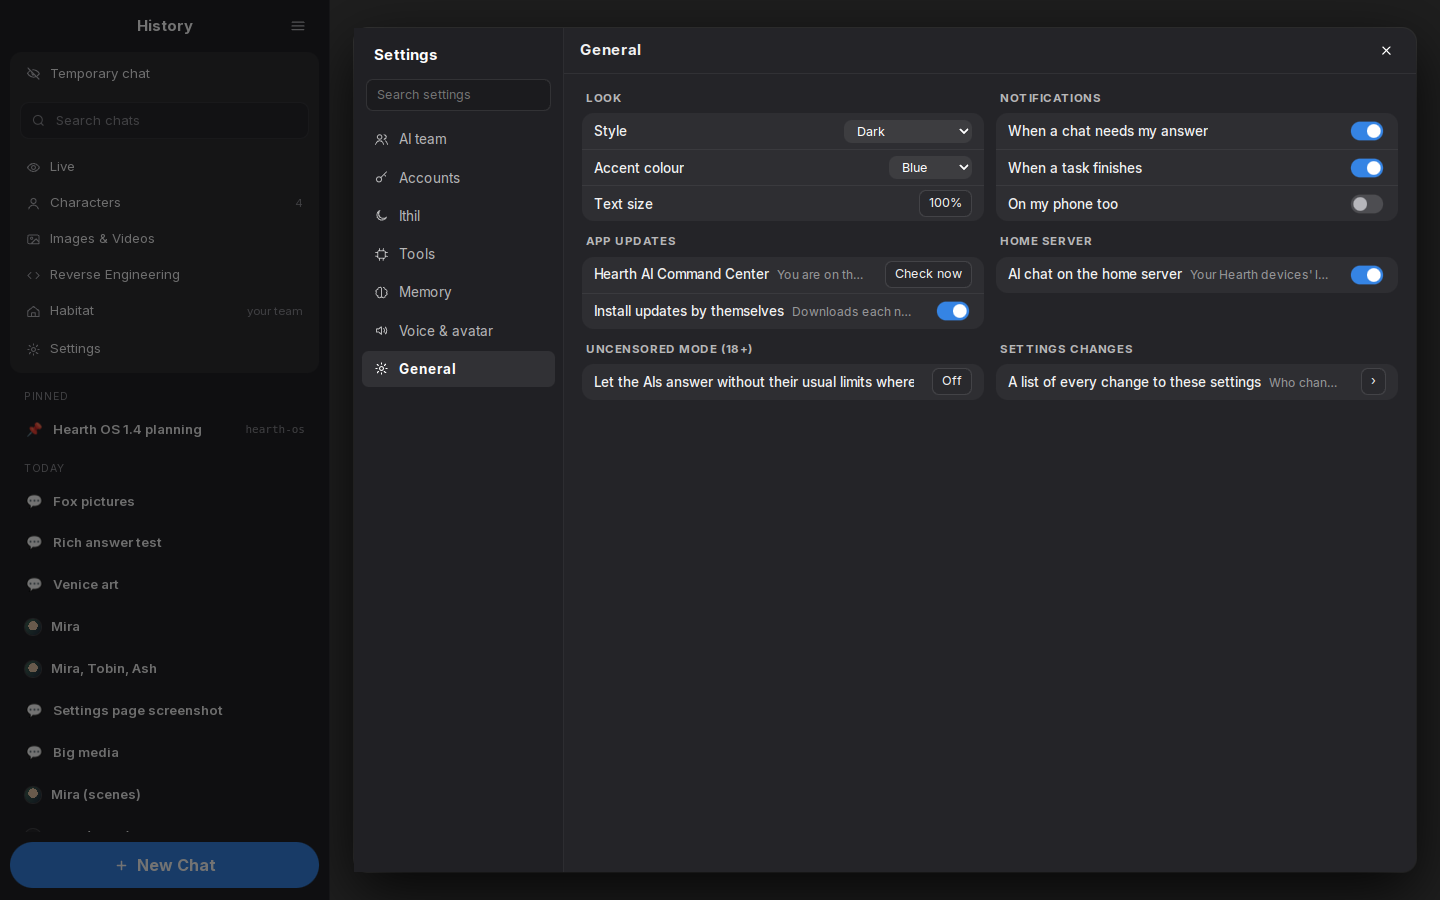 History
Temporary chat
Search chats
Live
Characters 4
Images & Videos
Reverse Engineering
Habitat your team
Settings
PINNED
Hearth OS 1.4 planning hearth-os
TODAY
Fox pictures
Rich answer test
Venice art
Mira
Mira, Tobin, Ash
Settings page screenshot
Big media
Mira (scenes)
+ New Chat
Settings
Search settings
AI team
Accounts
Ithil
Tools
Memory
Voice & avatar
General
General
LOOK
Style Dark
Accent colour Blue
Text size 100%
NOTIFICATIONS
When a chat needs my answer
When a task finishes
On my phone too
APP UPDATES
Hearth AI Command Center You are on th... Check now
Install updates by themselves Downloads each n...
HOME SERVER
AI chat on the home server Your Hearth devices' l...
UNCENSORED MODE (18+)
Let the AIs answer without their usual limits where Off
SETTINGS CHANGES
A list of every change to these settings Who chan...